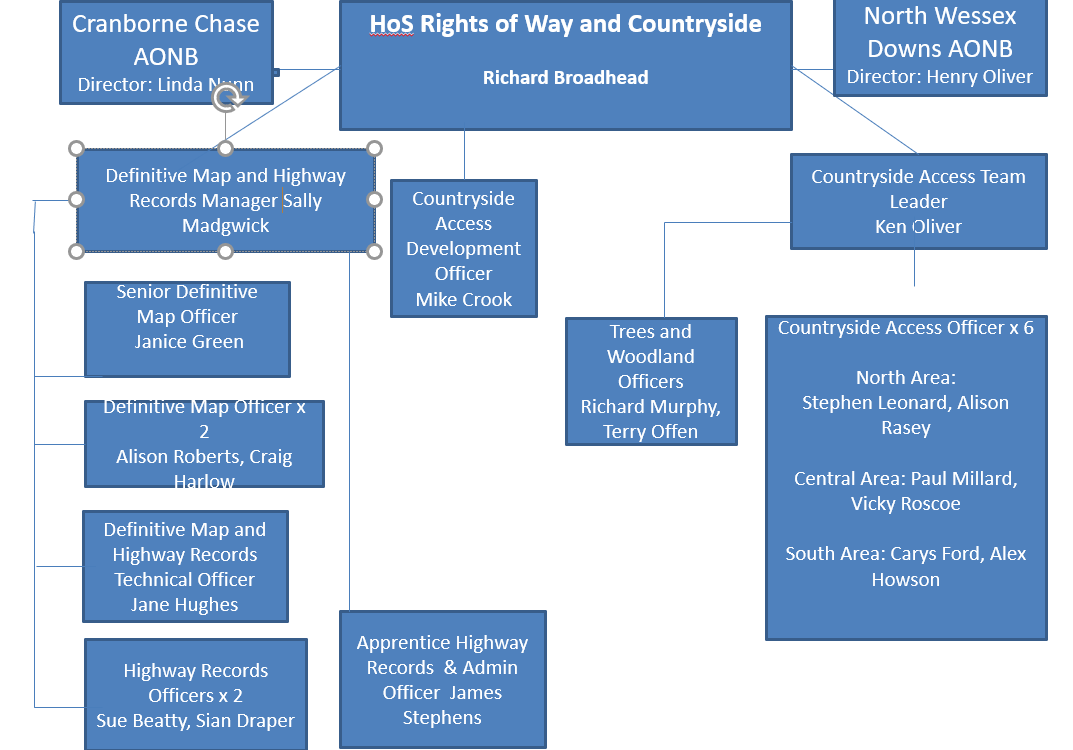 Cranborne Chase
AONB
Director: Linda Nunn
HoS Rights of Way and Countryside
Richard Broadhead
North Wessex
Downs AONB
Director: Henry Oliver
Definitive Map and Highway
Records Manager Sally
Madgwick
Countryside
Access
Development
Officer
Mike Crook
Countryside Access Team
Leader
Ken Oliver
Senior Definitive
Map Officer
Janice Green
Trees and
Woodland
Officers
Richard Murphy,
Terry Offen
Countryside Access Officer x 6
North Area:
Stephen Leonard, Alison
Rasey
Central Area: Paul Millard,
Vicky Roscoe
South Area: Carys Ford, Alex
Howson
Definitive Map Officer x
2
Alison Roberts, Craig
Harlow
Definitive Map and
Highway Records
Technical Officer
Jane Hughes
Highway Records
Officers x 2
Sue Beatty, Sian Draper
Apprentice Highway
Records & Admin
Officer James
Stephens